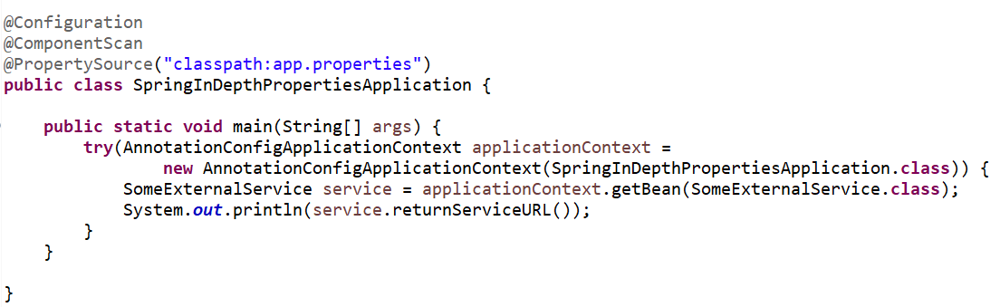 @Configuration
@ComponentScan
@PropertySource("classpath:app.properties")
public class SpringInDepthPropertiesApplication {
public static void main(String[] args) {
try(AnnotationConfigApplicationContext applicationContext =
new AnnotationConfigApplicationContext(SpringInDepthPropertiesApplication.class)) {
SomeExternalService service = applicationContext.getBean(SomeExternalService.class);
System.out.println(service.returnServiceURL());
}
}
}